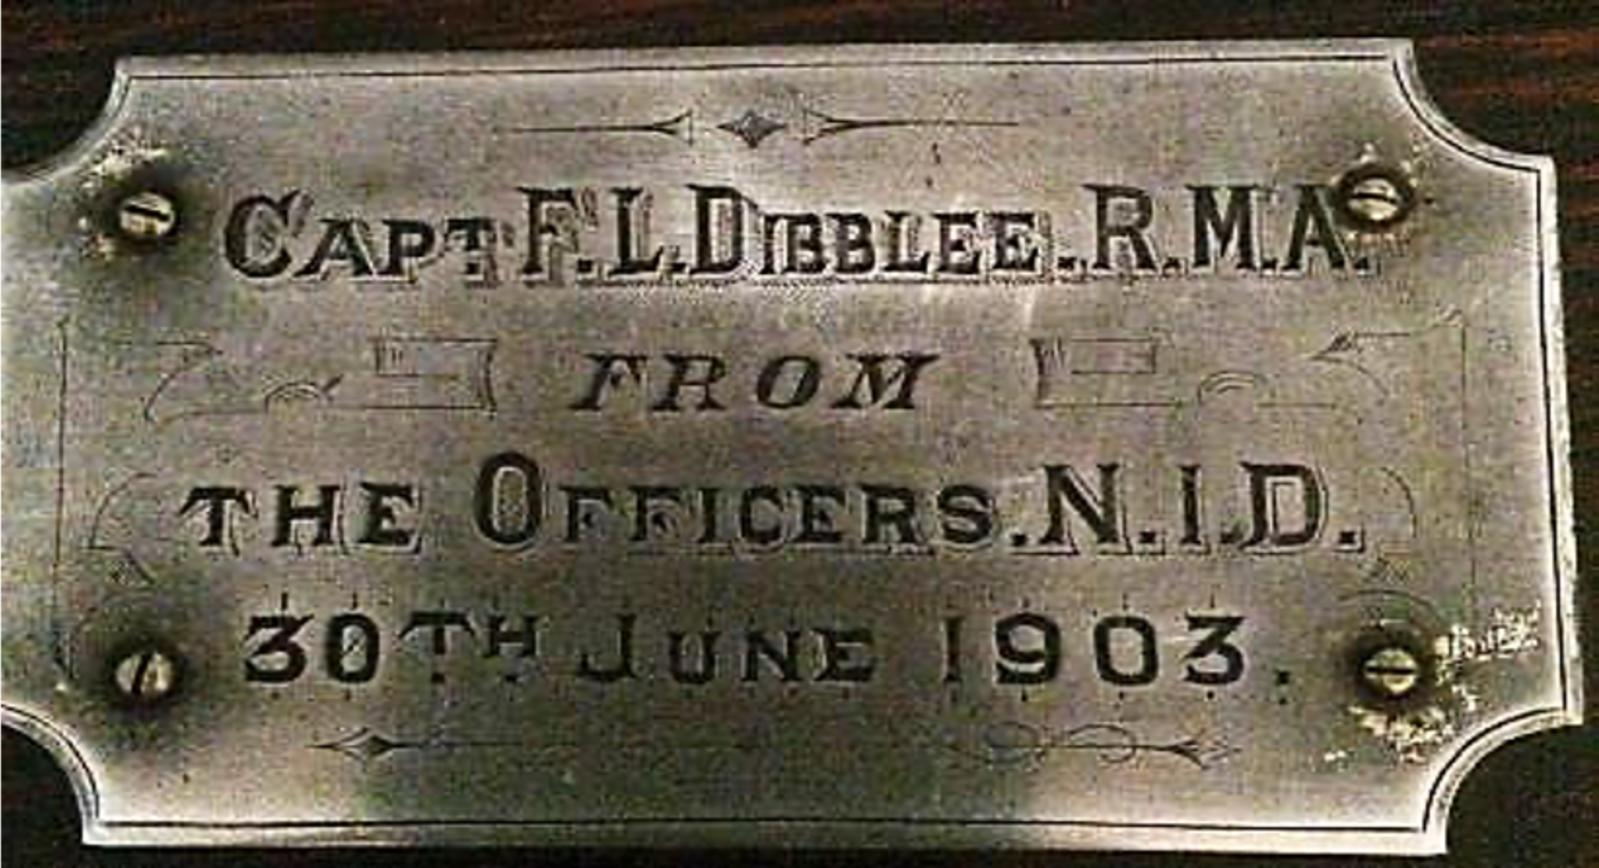 CAPT. F. L. DIBBLEE. R. M. A.
FROM
THE OFFICERS. N. I. D.
30TH JUNE 1903.